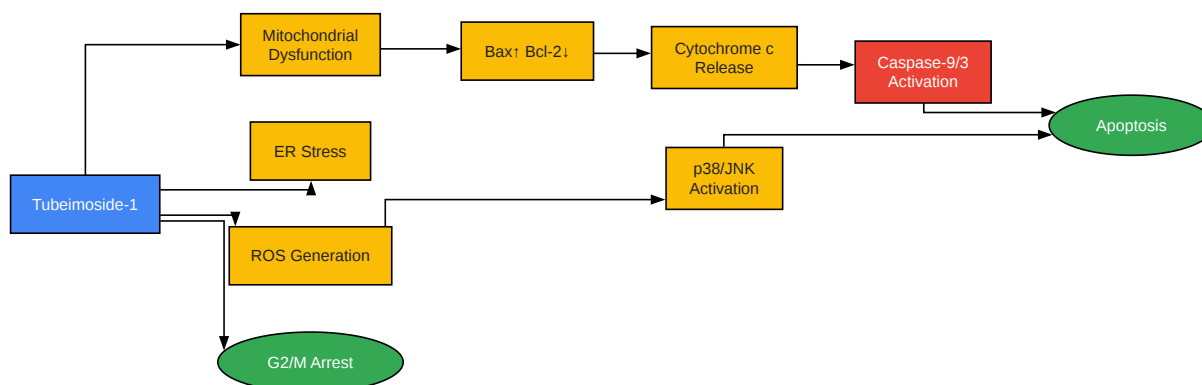 Mitochondrial
Dysfunction
Bax↑ Bcl-2↓
Cytochrome c
Release
Caspase-9/3
Activation
Apoptosis
ER Stress
p38/JNK
Activation
Tubeimoside-1
ROS Generation
G2/M Arrest